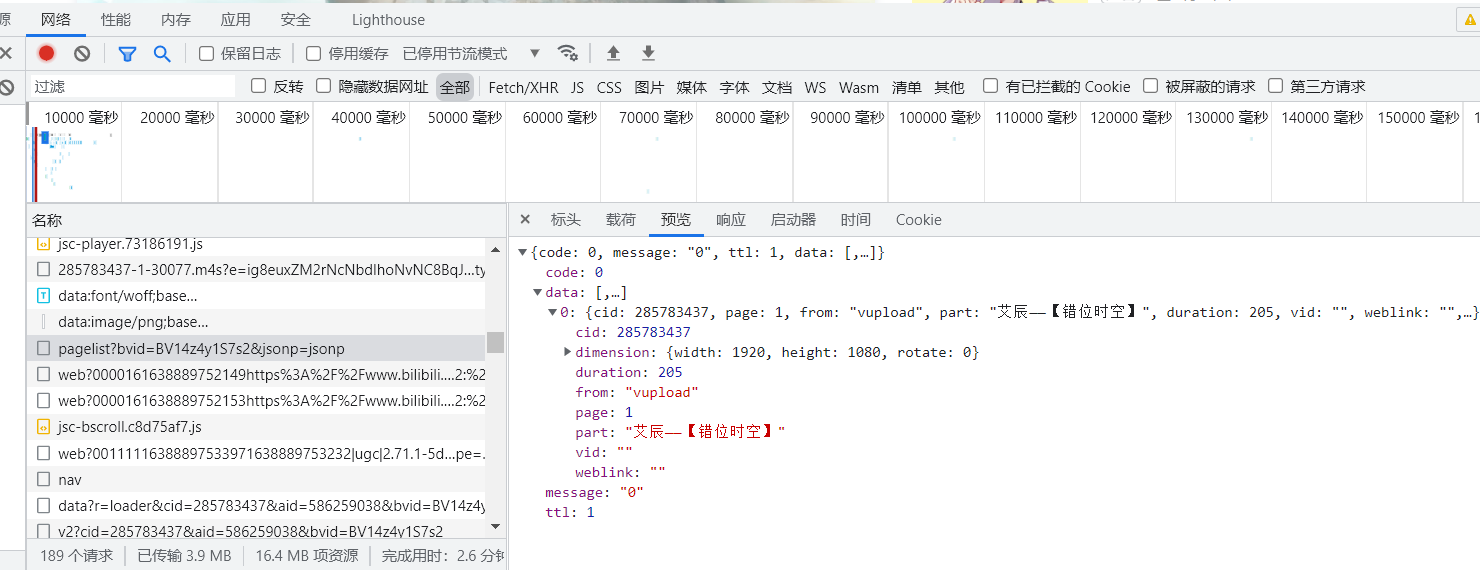 源 网络 性能 内存 应用 安全 Lighthouse
保留日志 停用缓存 已停用节流模式
过滤 反转 隐藏数据网址 全部 Fetch/XHR JS CSS 图片 媒体 字体 文档 WS Wasm 清单 其他 有已拦截的 Cookie 被屏蔽的请求 第三方请求
10000 毫秒 20000 毫秒 30000 毫秒 40000 毫秒 50000 毫秒 60000 毫秒 70000 毫秒 80000 毫秒 90000 毫秒 100000 毫秒 110000 毫秒 120000 毫秒 130000 毫秒 140000 毫秒 150000 毫秒 1
名称
jsc-player.73186191.js
285783437-1-30077.m4s?e=ig8euxZM2rNcNbdlhoNvNC8BqJ...ty
data:font/woff;base...
data:image/png;base...
pagelist?bvid=BV14z4y1S7s2&jsonp=jsonp
web?0000161638889752149https%3A%2F%2Fwww.bilibili....2:%2
web?0000161638889752153https%3A%2F%2Fwww.bilibili....2:%2
jsc-bscroll.c8d75af7.js
web?0011111638889753397163888975323​2|ugc|2.71.1-5d...pe=.
nav
data?r=loader&cid=285783437&aid=586259038&bvid=BV14z4y
v2?cid=285783437&aid=586259038&bvid=BV14z4y1S7s2
189 个请求 已传输 3.9 MB 16.4 MB 项资源 完成用时：2.6 分钟
标头 载荷 预览 响应 启动器 时间 Cookie
{code: 0, message: "0", ttl: 1, data: [,…]}
code: 0
data: [,…]
0: {cid: 285783437, page: 1, from: "vupload", part: "艾辰——【错位时空】", duration: 205, vid: "", weblink: "",…}
cid: 285783437
dimension: {width: 1920, height: 1080, rotate: 0}
duration: 205
from: "vupload"
page: 1
part: "艾辰——【错位时空】"
vid: ""
weblink: ""
message: "0"
ttl: 1